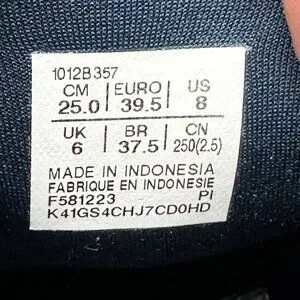 1012B357
CM EURO US
25.0 39.5 8
UK BR CN
6 37.5 250(2.5)
MADE IN INDONESIA
FABRIQUE EN INDONESIE
F581223 PI
K41GS4CHJ7CD0HD